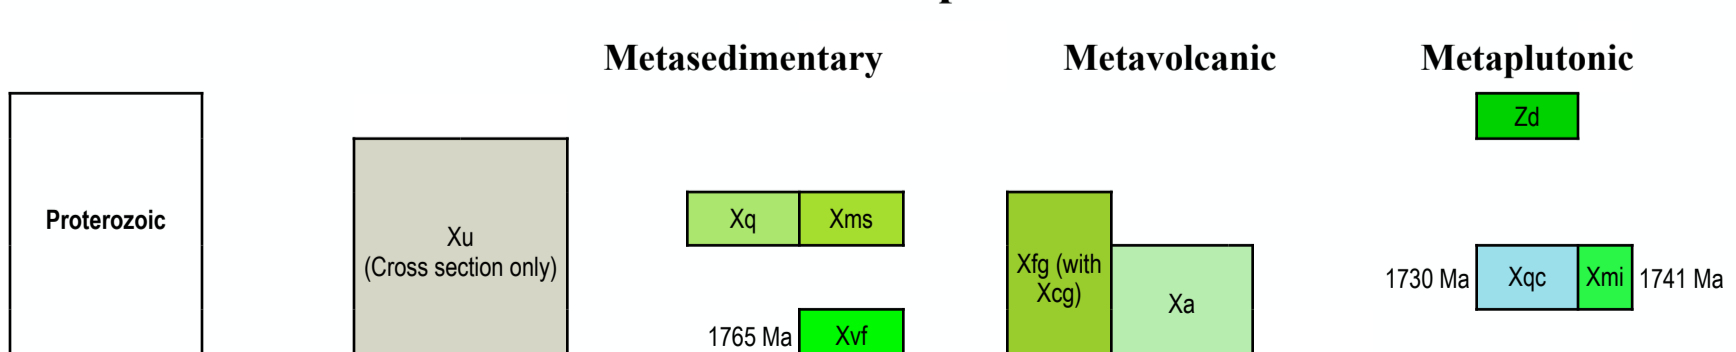 Metasedimentary Metavolcanic Metaplutonic
Zd
Proterozoic
Xu
(Cross section only)
Xq Xms
Xfg (with
Xcg)
Xa
1730 Ma Xqc Xmi 1741 Ma
1765 Ma Xvf